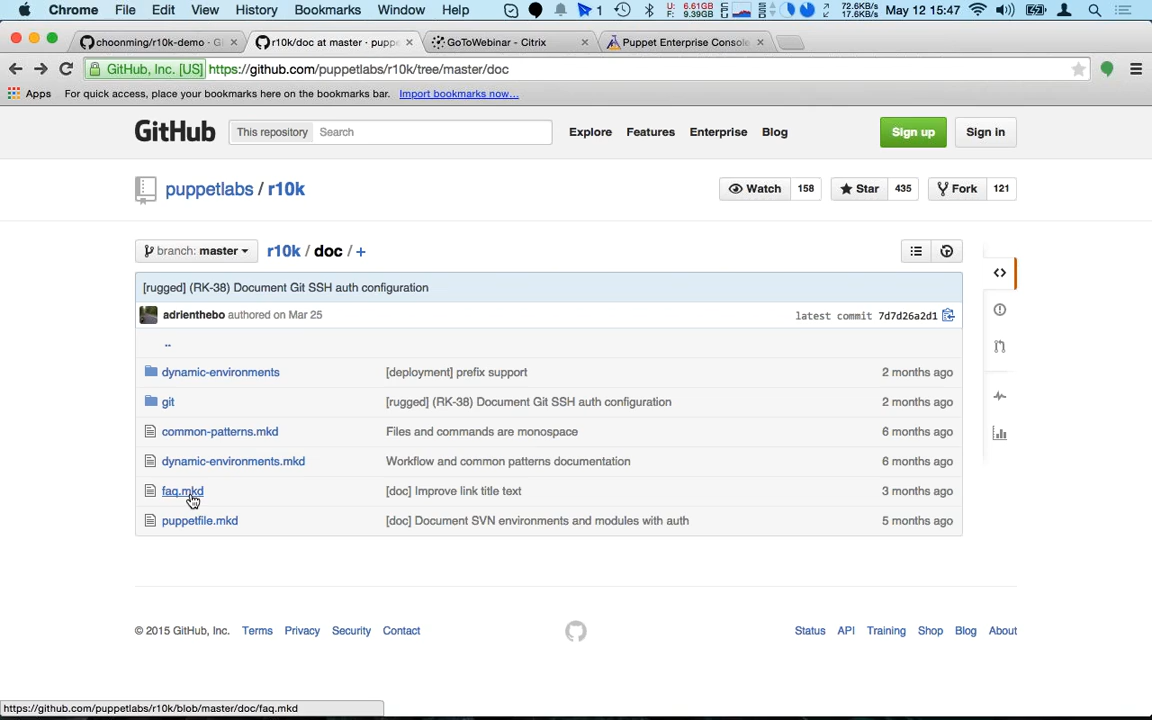 Chrome File Edit View History Bookmarks Window Help 1 U: 6.61GB F: 9.39GB 72.6KB/s 17.6KB/s May 12 15:47
choonming/r10k-demo · G r10k/doc at master · puppe GoToWebinar - Citrix Puppet Enterprise Console
GitHub, Inc. [US] https://github.com/puppetlabs/r10k/tree/master/doc
Apps For quick access, place your bookmarks here on the bookmarks bar. Import bookmarks now...
GitHub This repository Search Explore Features Enterprise Blog Sign up Sign in
puppetlabs / r10k Watch 158 Star 435 Fork 121
branch: master r10k / doc / +
[rugged] (RK-38) Document Git SSH auth configuration
adrienthebo authored on Mar 25 latest commit 7d7d26a2d1
..
dynamic-environments [deployment] prefix support 2 months ago
git [rugged] (RK-38) Document Git SSH auth configuration 2 months ago
common-patterns.mkd Files and commands are monospace 6 months ago
dynamic-environments.mkd Workflow and common patterns documentation 6 months ago
faq.mkd [doc] Improve link title text 3 months ago
puppetfile.mkd [doc] Document SVN environments and modules with auth 5 months ago
© 2015 GitHub, Inc. Terms Privacy Security Contact Status API Training Shop Blog About
https://github.com/puppetlabs/r10k/blob/master/doc/faq.mkd